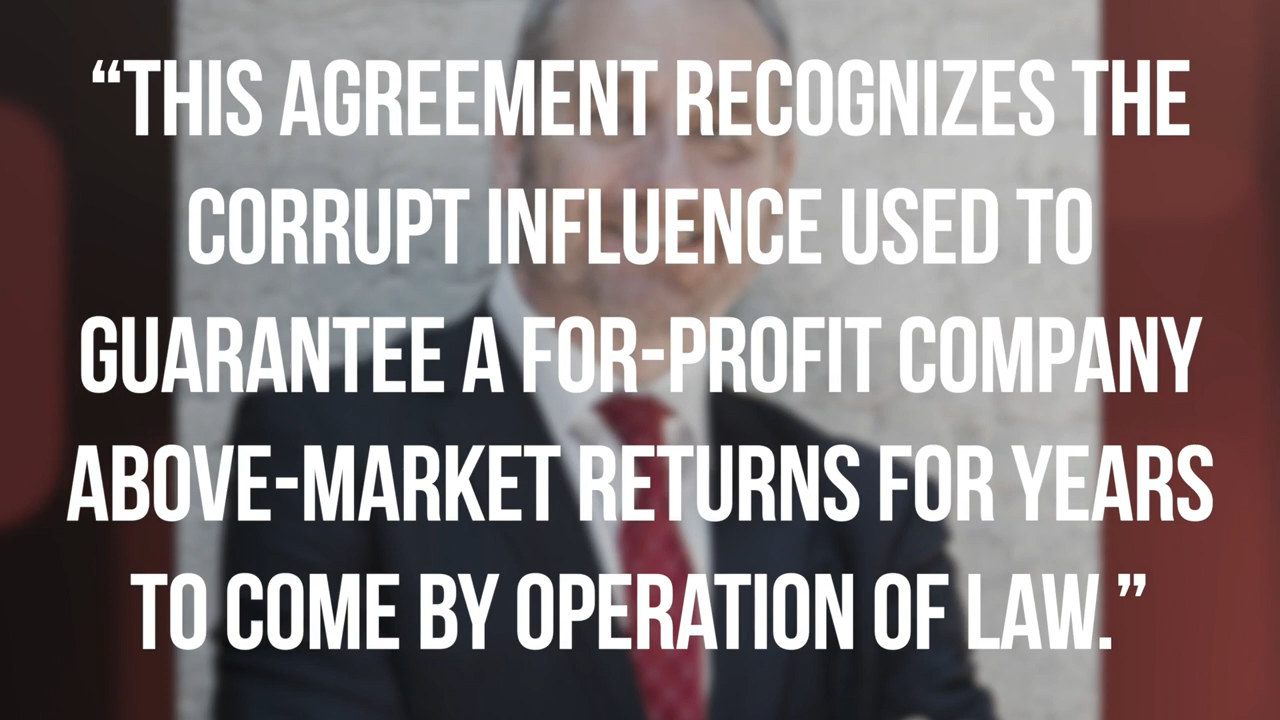 “THIS AGREEMENT RECOGNIZES THE
CORRUPT INFLUENCE USED TO
GUARANTEE A FOR-PROFIT COMPANY
ABOVE-MARKET RETURNS FOR YEARS
TO COME BY OPERATION OF LAW.”